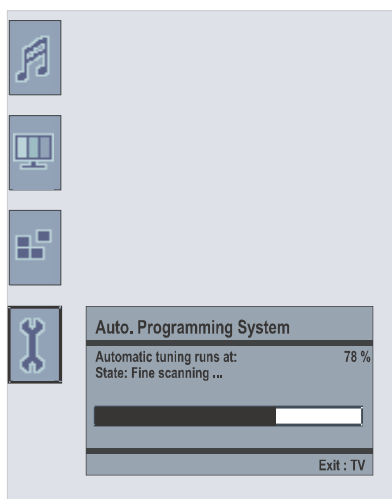 Auto. Programming System
Automatic tuning runs at: 78 %
State: Fine scanning ...
Exit : TV